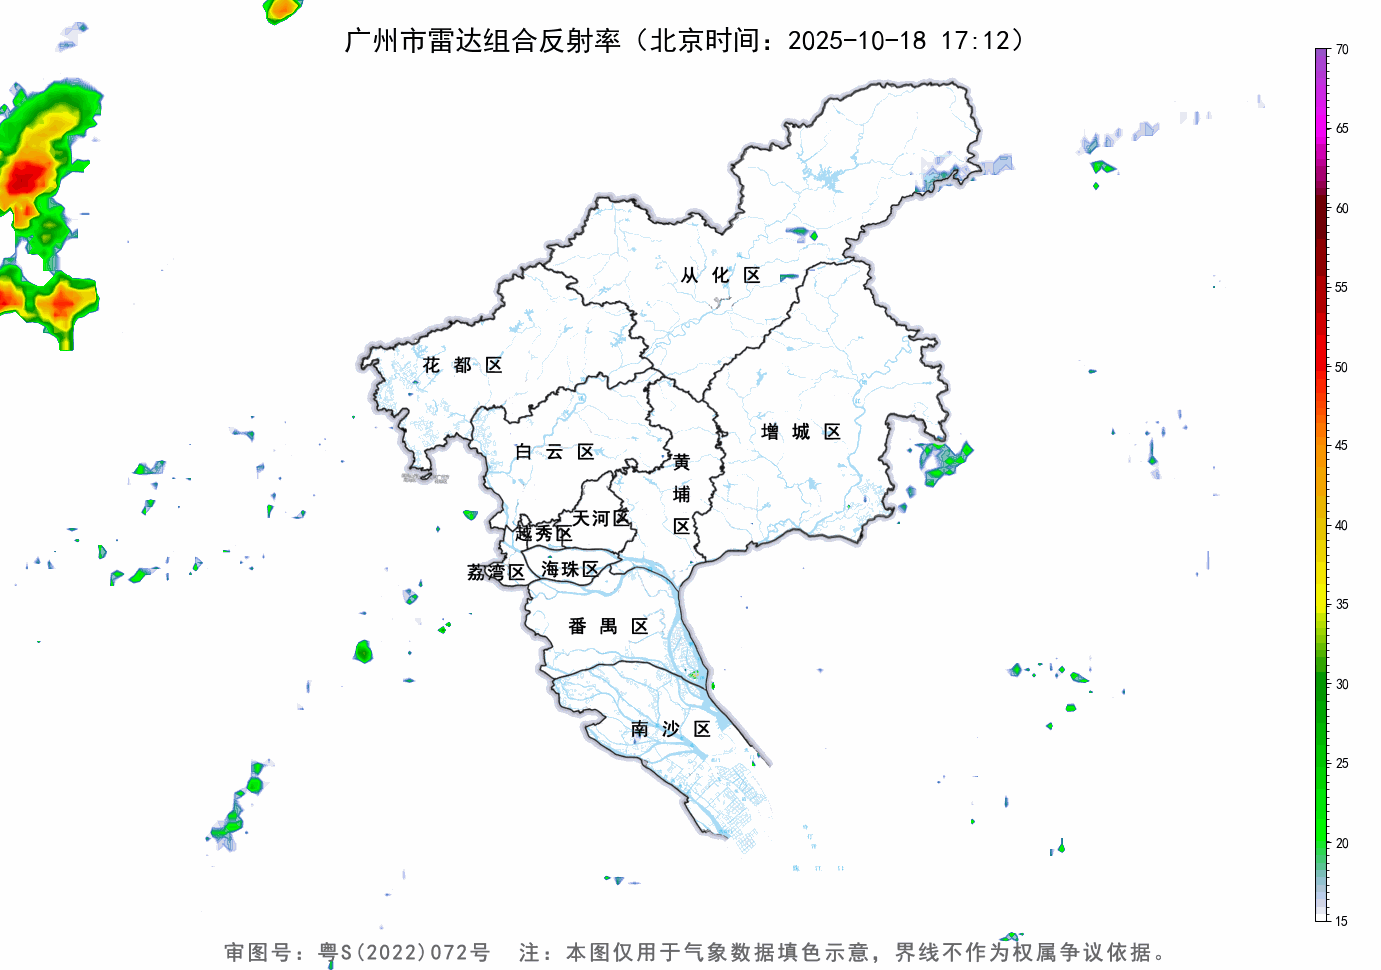 广州市雷达组合反射率（北京时间：2025-10-18 17:12）
70
65
60
55
50
45
40
35
30
25
20
15
从化区
花都区
增城区
白云区
黄埔区
天河区
越秀区
荔湾区
海珠区
番禺区
南沙区
审图号：粤S(2022)072号 注：本图仅用于气象数据填色示意，界线不作为权属争议依据。